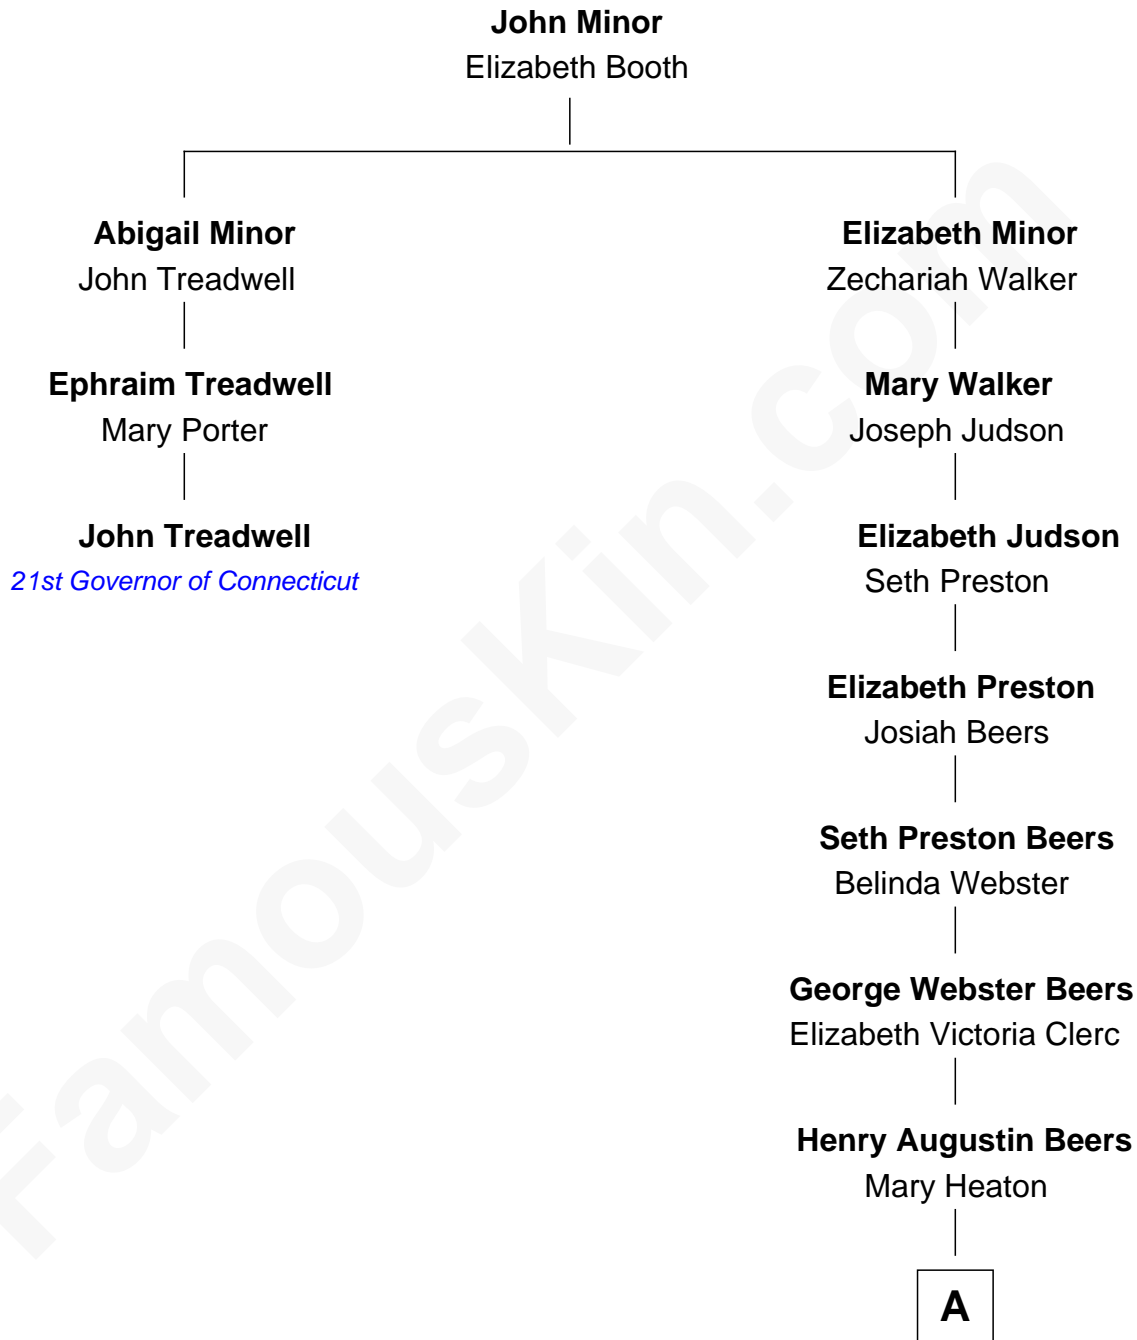 John Minor
Elizabeth Booth
Abigail Minor
John Treadwell
Elizabeth Minor
Zechariah Walker
Ephraim Treadwell
Mary Porter
Mary Walker
Joseph Judson
John Treadwell
21st Governor of Connecticut
Elizabeth Judson
Seth Preston
Elizabeth Preston
Josiah Beers
Seth Preston Beers
Belinda Webster
George Webster Beers
Elizabeth Victoria Clerc
Henry Augustin Beers
Mary Heaton
A
FamousKin.com